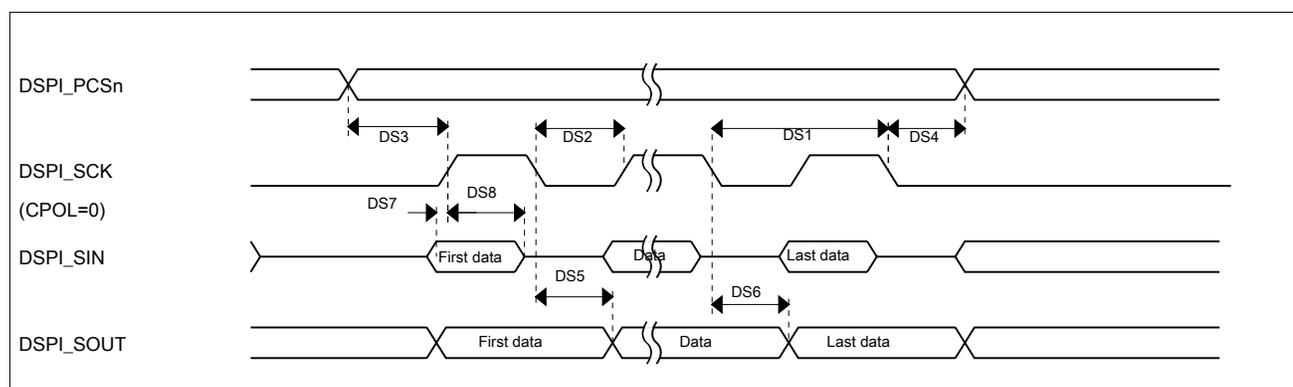 DSPI_PCSn
DS3
DS2
DS1
DS4
DSPI_SCK
(CPOL=0)
DS7
DS8
DSPI_SIN
First data
Data
Last data
DS5
DS6
DSPI_SOUT
First data
Data
Last data